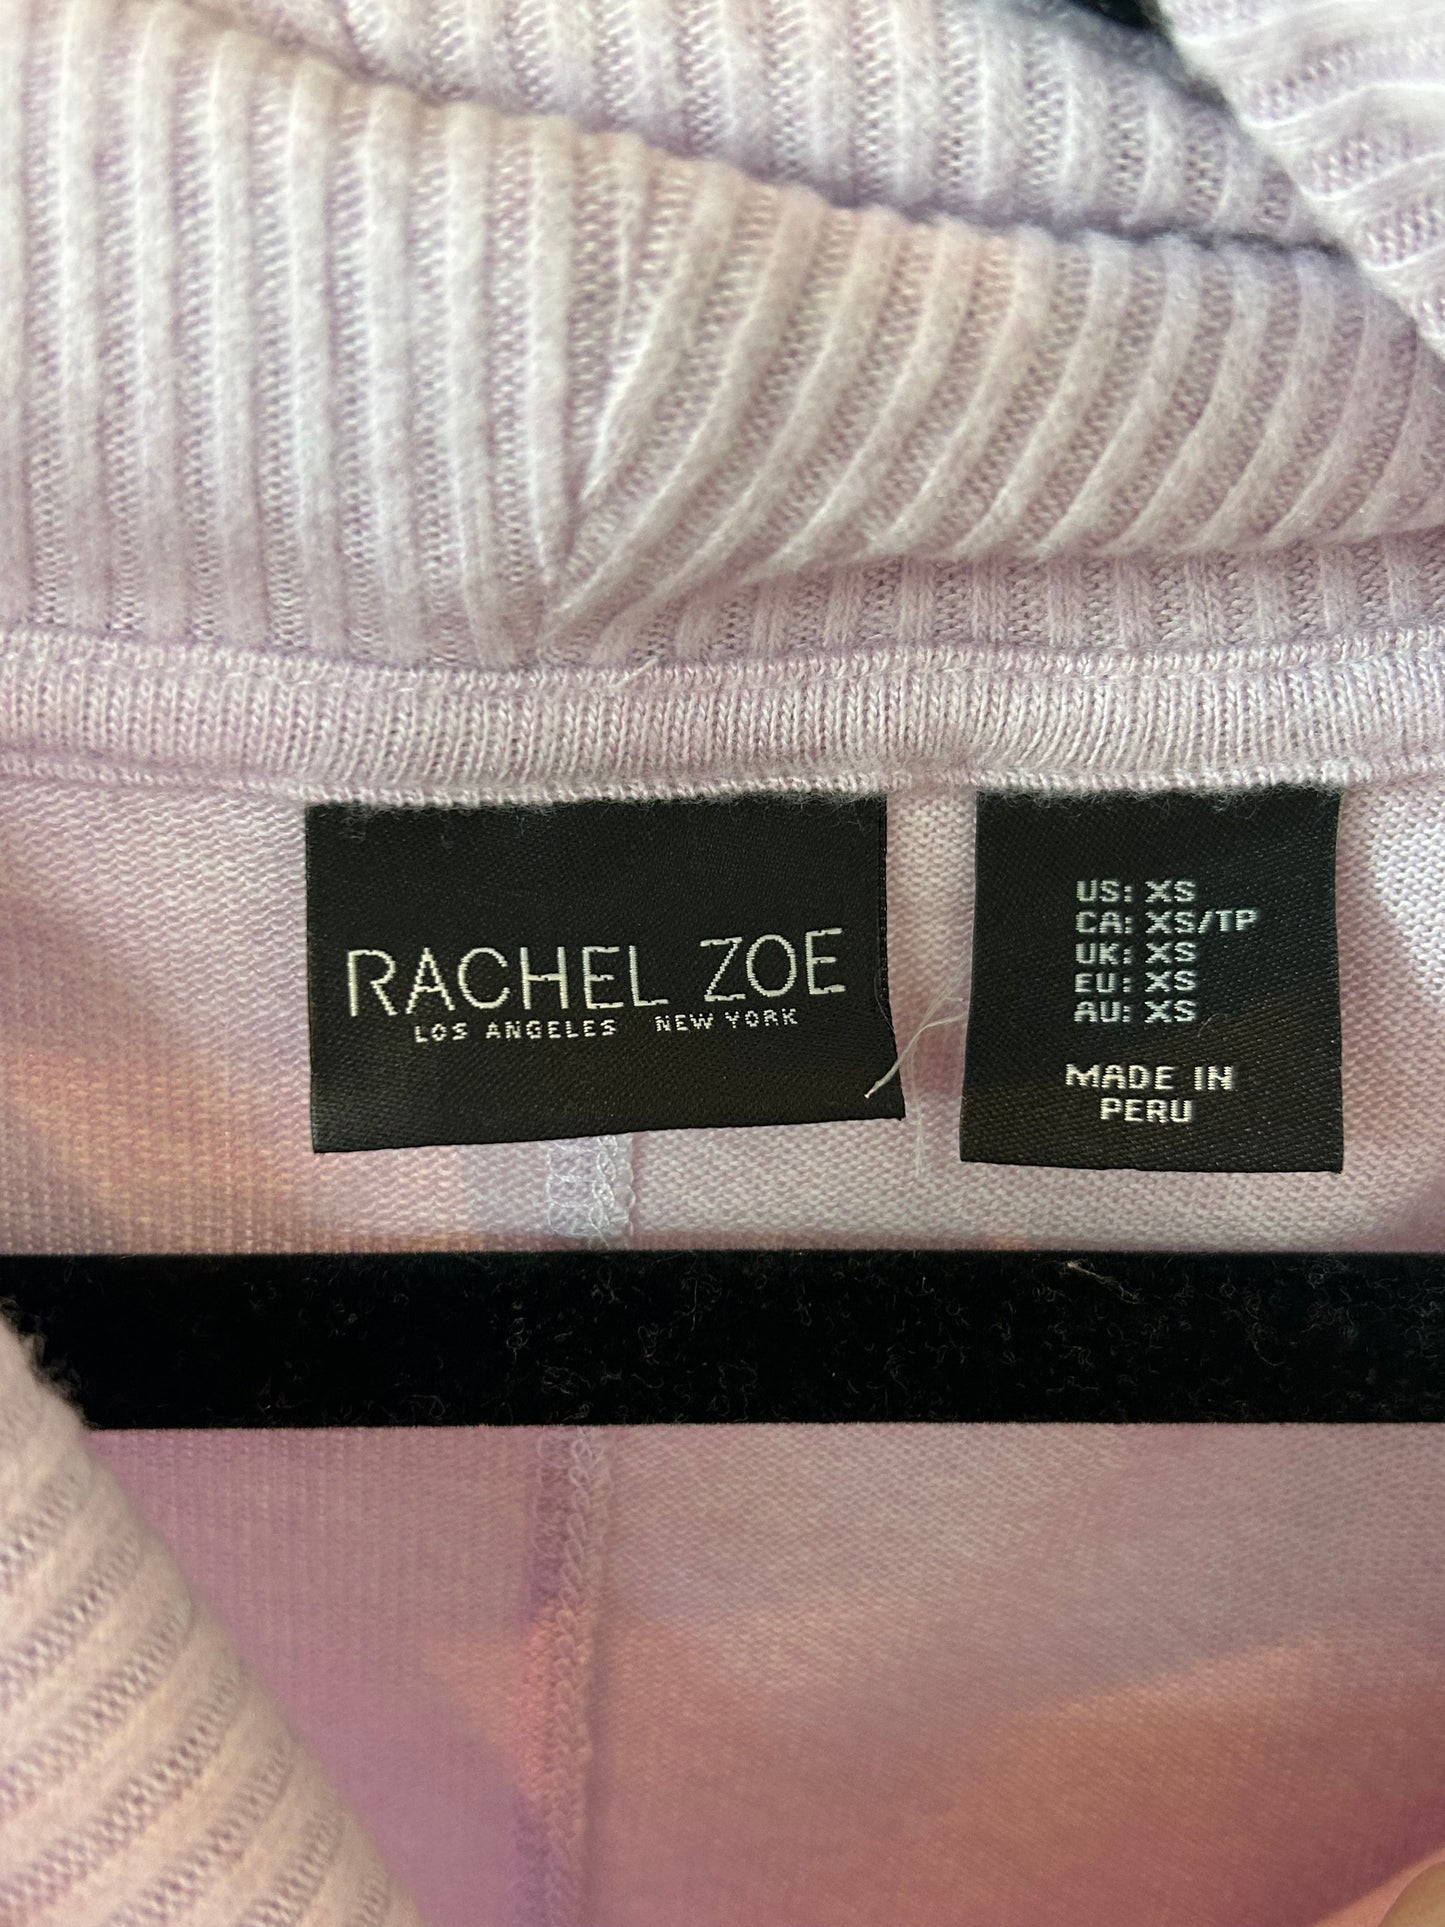 RACHEL ZOE
LOS ANGELES NEW YORK
US: XS
CA: XS/TP
UK: XS
EU: XS
AU: XS
MADE IN
PERU